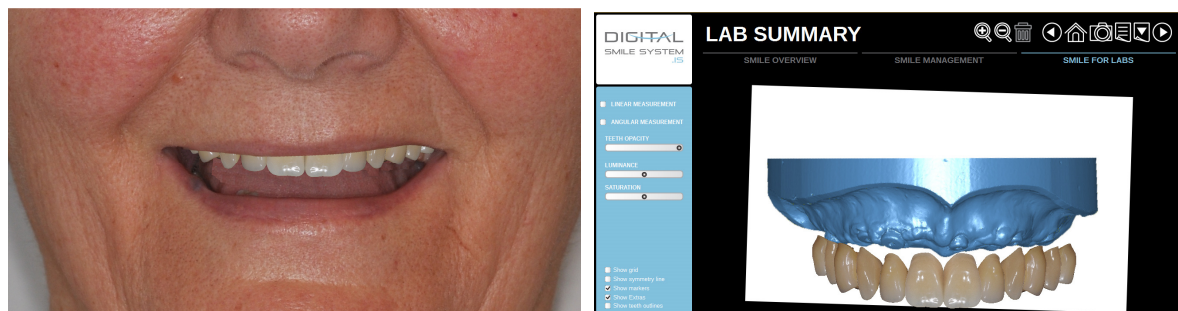 DIGITAL
SMILE SYSTEM
.JS
LAB SUMMARY
SMILE OVERVIEW
SMILE MANAGEMENT
SMILE FOR LABS
LINEAR MEASUREMENT
ANGULAR MEASUREMENT
TEETH OPACITY
LUMINANCE
SATURATION
Show grid
Show symmetry line
Show markers
Show Extras
Show teeth outlines